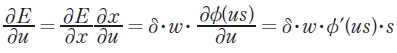 ∂E/∂u = ∂E/∂x ∂x/∂u = δ·w·∂ϕ(us)/∂u = δ·w·ϕ′(us)·s